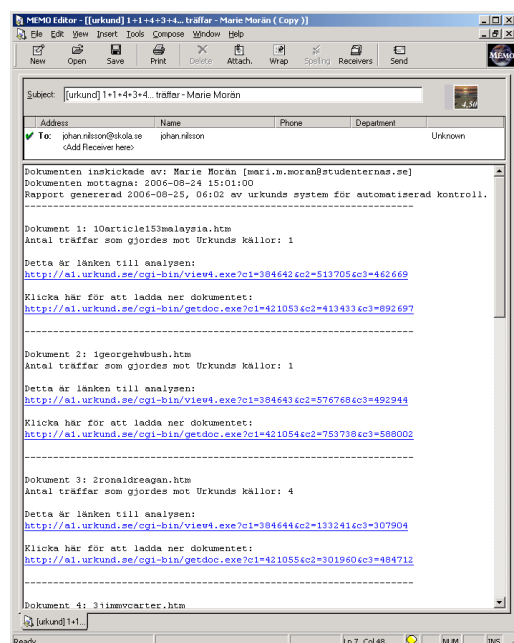 MEMO Editor - [[urkund] 1+1+4+3+4... träffar - Marie Morän ( Copy )]
File Edit View Insert Tools Compose Window Help
New Open Save Print Delete Attach. Wrap Spelling Receivers Send MEMO
Subject: [urkund] 1+1+4+3+4... träffar - Marie Morän
4,50
Address Name Phone Department
To: johan.nilsson@skola.se johan.nilsson Unknown
<Add Receiver here>
Dokumenten inskickade av: Marie Morän [mari.m.moran@studenternas.se]
Dokumenten mottagna: 2006-08-24 15:01:00
Rapport genererad 2006-08-25, 06:02 av urkunds system för automatiserad kontroll.
----------------------------------------------------------------
Dokument 1: 10article153malaysia.htm
Antal träffar som gjordes mot Urkunds källor: 1
Detta är länken till analysen:
http://a1.urkund.se/cgi-bin/view4.exe?c1=384642&c2=513705&c3=462669
Klicka här för att ladda ner dokumentet:
http://a1.urkund.se/cgi-bin/getdoc.exe?c1=421053&c2=413433&c3=892697
----------------------------------------------------------------
Dokument 2: 1georgehwbush.htm
Antal träffar som gjordes mot Urkunds källor: 1
Detta är länken till analysen:
http://a1.urkund.se/cgi-bin/view4.exe?c1=384643&c2=576768&c3=492944
Klicka här för att ladda ner dokumentet:
http://a1.urkund.se/cgi-bin/getdoc.exe?c1=421054&c2=753738&c3=588002
----------------------------------------------------------------
Dokument 3: 2ronaldreagan.htm
Antal träffar som gjordes mot Urkunds källor: 4
Detta är länken till analysen:
http://a1.urkund.se/cgi-bin/view4.exe?c1=384644&c2=133241&c3=307904
Klicka här för att ladda ner dokumentet:
http://a1.urkund.se/cgi-bin/getdoc.exe?c1=421055&c2=301960&c3=484712
----------------------------------------------------------------
Dokument 4: 3jimmycarter.htm
[urkund] 1+1...
Ready Ln 7, Col 48 NUM INS